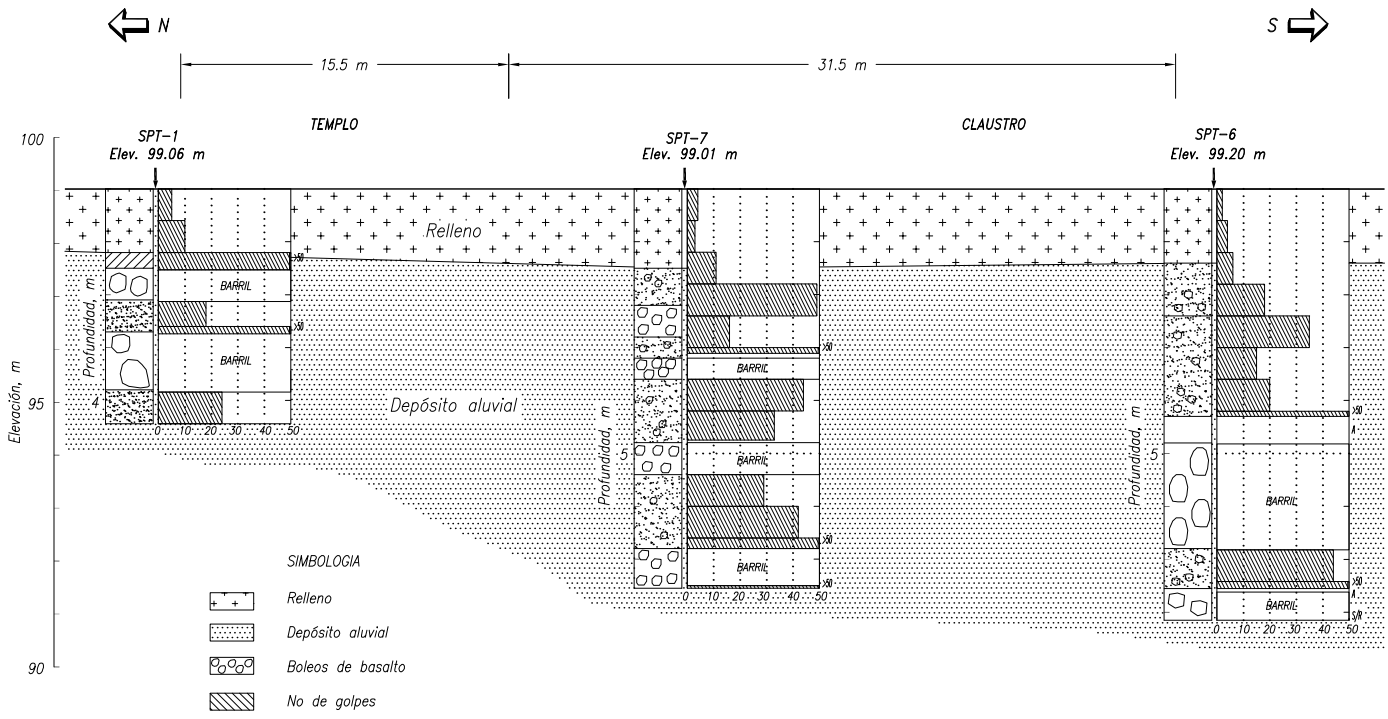 N
S
15.5 m
31.5 m
100
SPT-1
Elev. 99.06 m
TEMPLO
SPT-7
Elev. 99.01 m
CLAUSTRO
SPT-6
Elev. 99.20 m
Relleno
Depósito aluvial
Elevación, m
95
90
Profundidad, m
4
>50
BARRIL
>50
BARRIL
0 10 20 30 40 50
Profundidad, m
5
>50
BARRIL
BARRIL
>50
BARRIL
>50
0 10 20 30 40 50
Profundidad, m
5
>50
A
BARRIL
>50
A
BARRIL
S/R
0 10 20 30 40 50
SIMBOLOGIA
Relleno
Depósito aluvial
Boleos de basalto
No de golpes